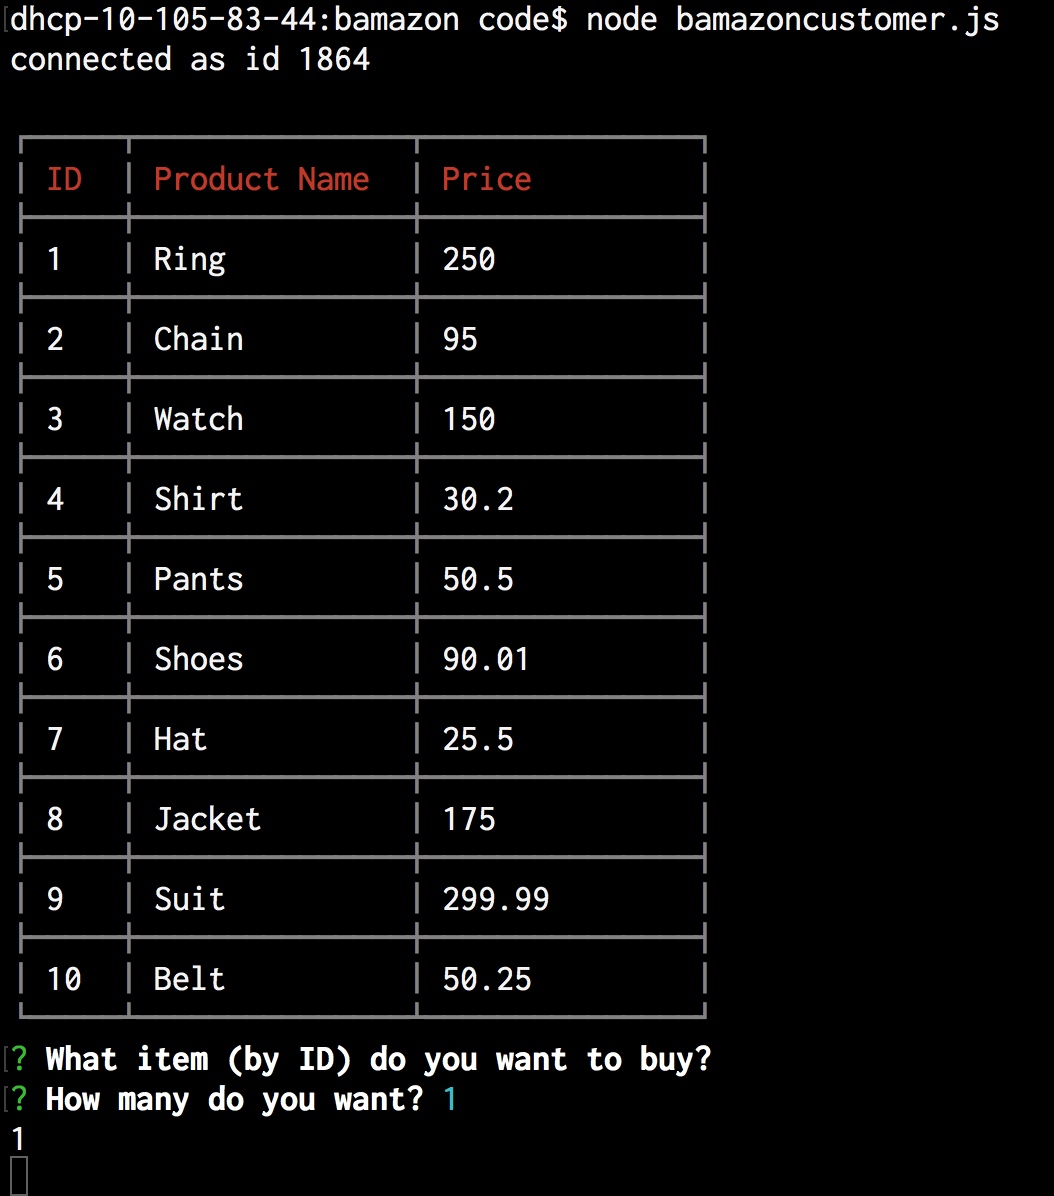 dhcp-10-105-83-44:bamazon code$ node bamazoncustomer.js
connected as id 1864
ID Product Name Price
1 Ring 250
2 Chain 95
3 Watch 150
4 Shirt 30.2
5 Pants 50.5
6 Shoes 90.01
7 Hat 25.5
8 Jacket 175
9 Suit 299.99
10 Belt 50.25
? What item (by ID) do you want to buy?
? How many do you want? 1
1